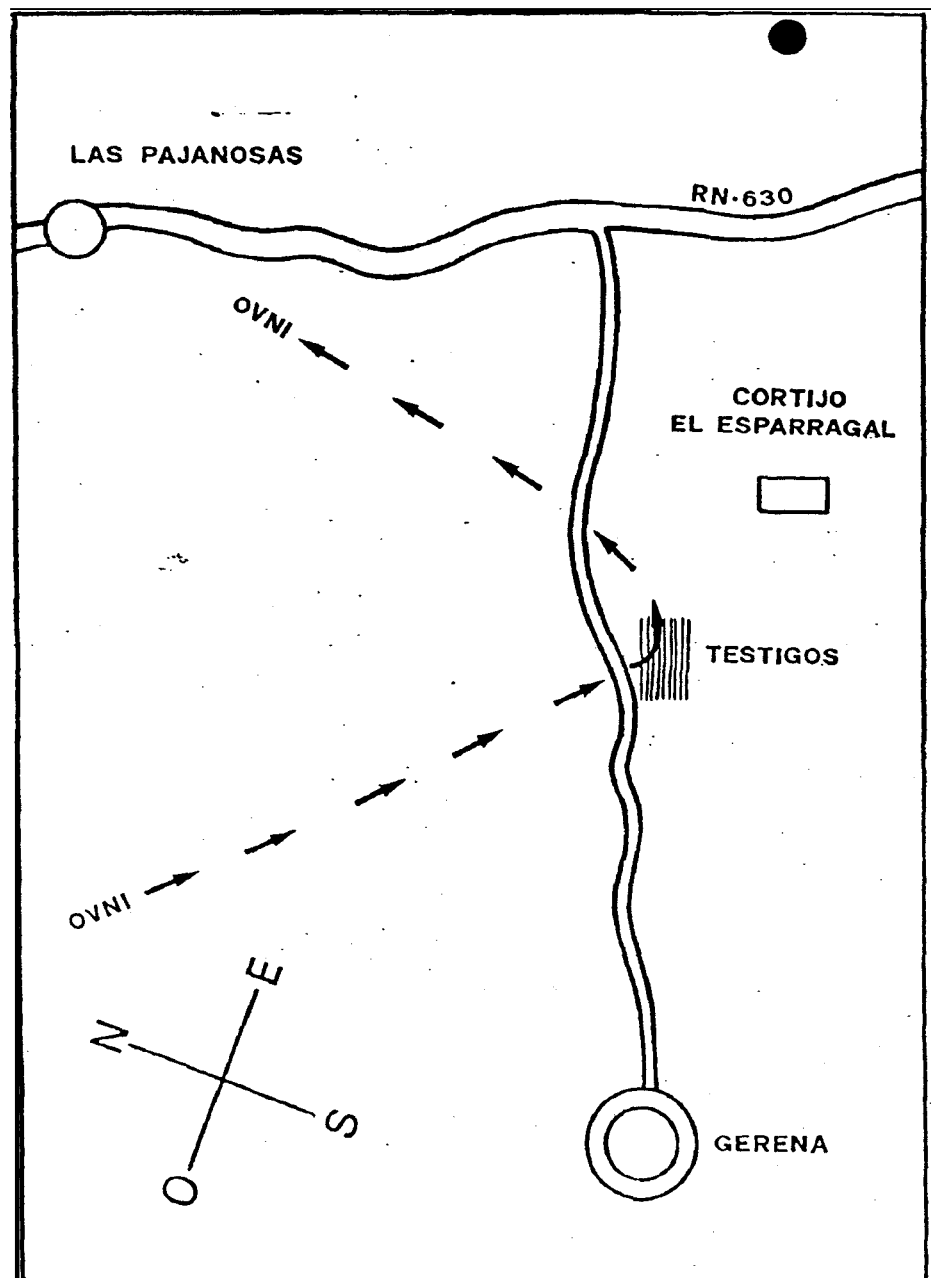 LAS PAJANOSAS
RN-630
OVNI
CORTIJO
EL ESPARRAGAL
TESTIGOS
OVNI
E
N
S
O
GERENA